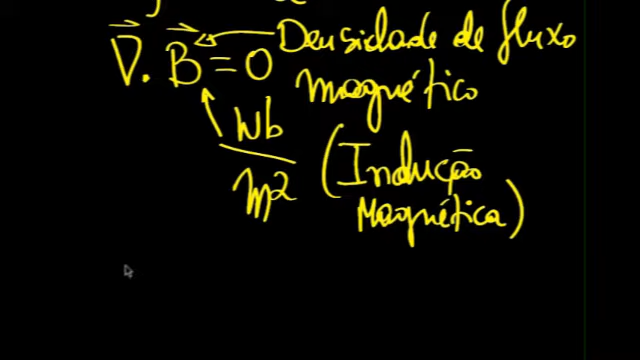 ∇⃗. B⃗ = 0 Densidade de fluxo
magnético
Wb
m² (Indução
Magnética)